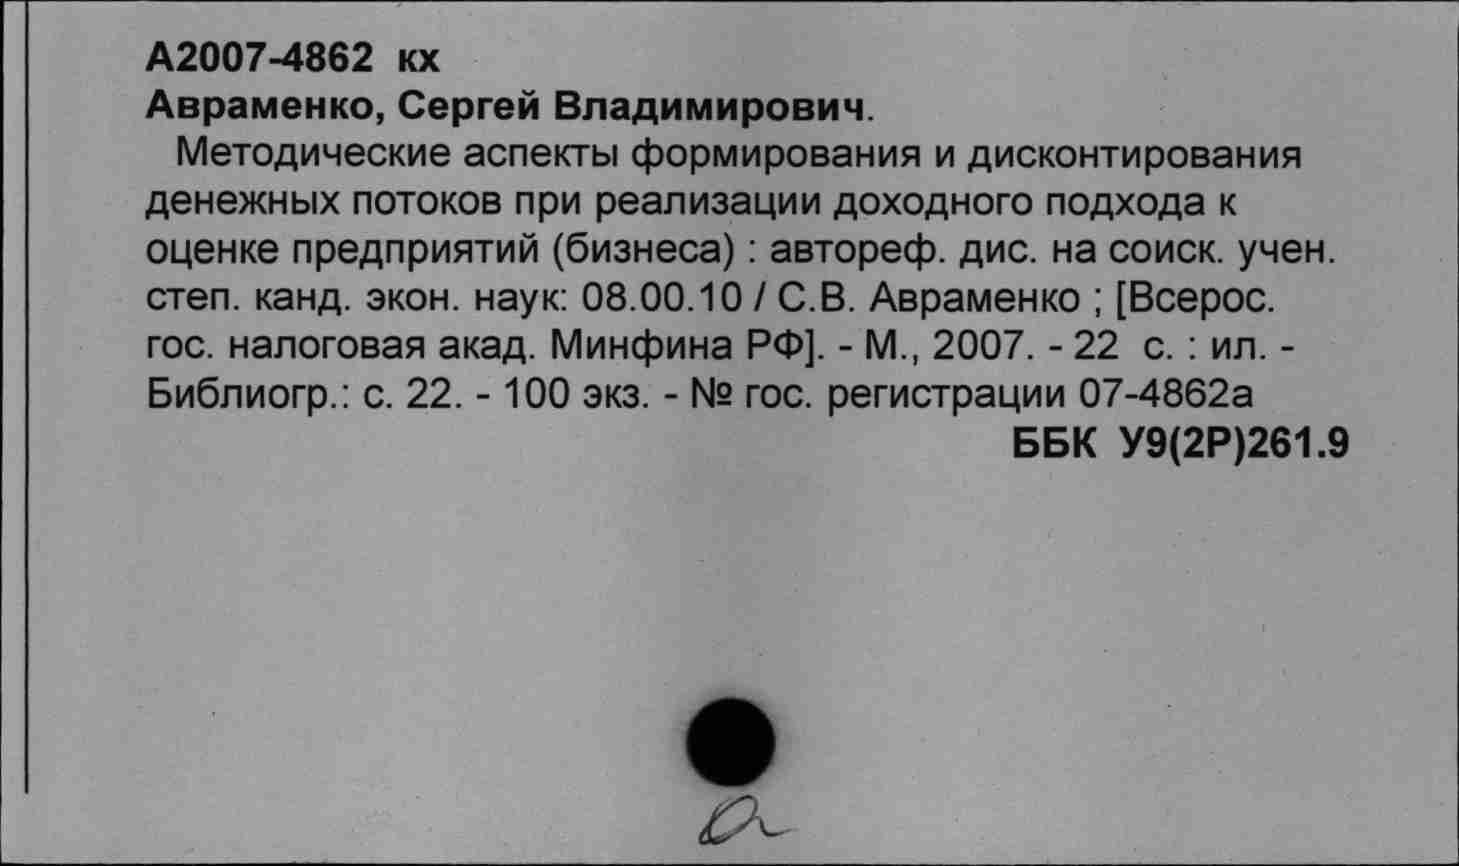 А2007-4862 кх
Авраменко, Сергей Владимирович.
Методические аспекты формирования и дисконтирования
денежных потоков при реализации доходного подхода к
оценке предприятий (бизнеса) : автореф. дис. на соиск. учен.
степ. канд. экон. наук: 08.00.10 / С.В. Авраменко ; [Всерос.
гос. налоговая акад. Минфина РФ]. - М., 2007. - 22 с. : ил. -
Библиогр.: с. 22. - 100 экз. - № гос. регистрации 07-4862а
ББК У9(2Р)261.9